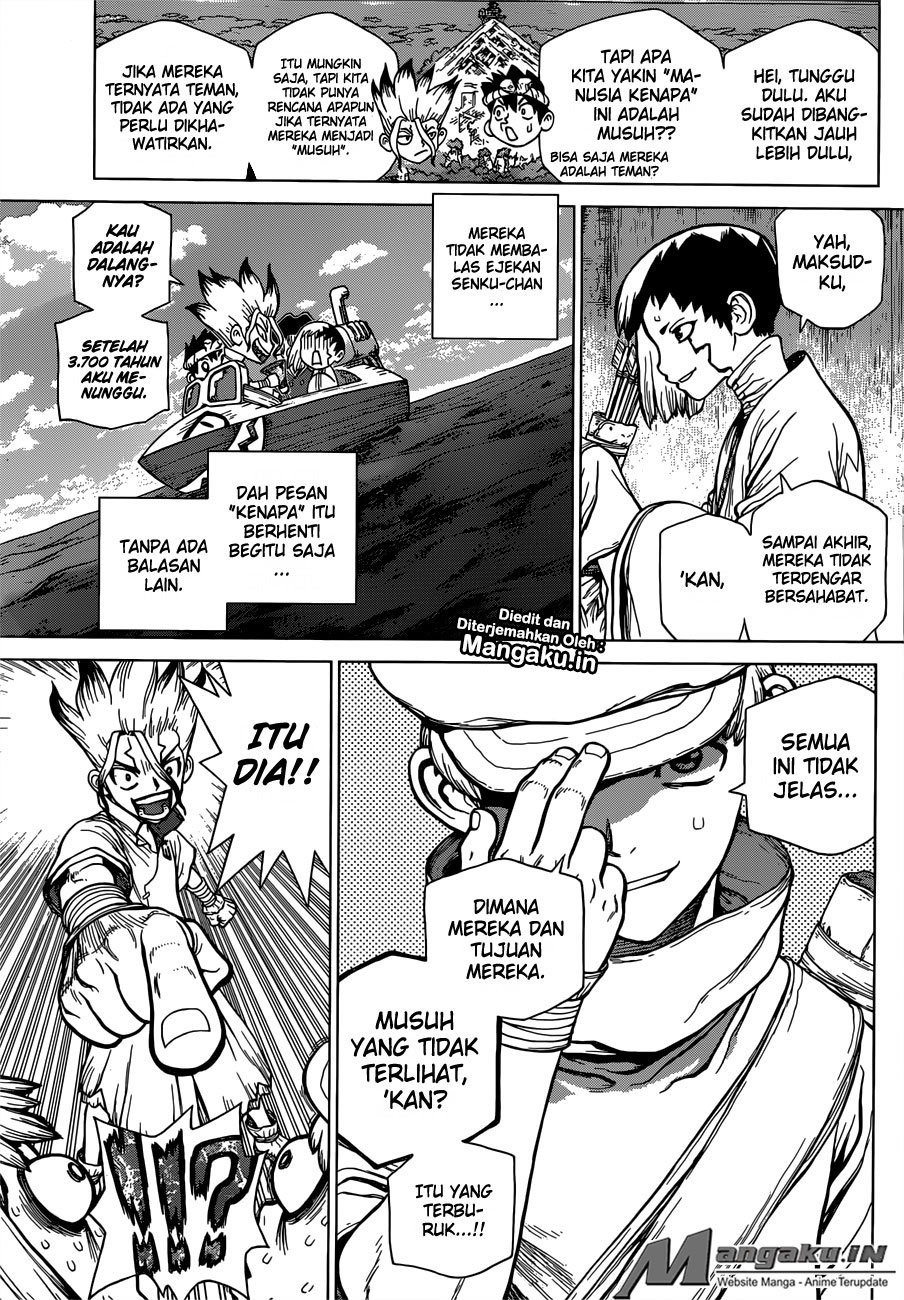 HEI, TUNGGU
DULU. AKU
SUDAH DIBANG-
KITKAN JAUH
LEBIH DULU,
TAPI APA
KITA YAKIN "MA-
NUSIA KENAPA"
INI ADALAH
MUSUH??
BISA SAJA MEREKA
ADALAH TEMAN?
ITU MUNGKIN
SAJA, TAPI KITA
TIDAK PUNYA
RENCANA APAPUN
JIKA TERNYATA
MEREKA MENJADI
"MUSUH".
JIKA MEREKA
TERNYATA TEMAN,
TIDAK ADA YANG
PERLU DIKHA-
WATIRKAN.
YAH,
MAKSUD-
KU,
SAMPAI AKHIR,
MEREKA TIDAK
TERDENGAR
BERSAHABAT.
'KAN,
MEREKA
TIDAK MEMBA-
LAS EJEKAN
SENKU-CHAN
...
KAU
ADALAH
DALANG-
NYA?
SETELAH
3.700 TAHUN
AKU ME-
NUNGGU.
DAH PESAN
"KENAPA" ITU
BERHENTI
BEGITU SAJA
...
TANPA ADA
BALASAN
LAIN.
Diedit dan
Diterjemahkan Oleh :
Mangaku.in
SEMUA
INI TIDAK
JELAS...
DIMANA
MEREKA DAN
TUJUAN
MEREKA.
MUSUH
YANG TIDAK
TERLIHAT,
'KAN?
ITU YANG
TERBU-
RUK...!!
ITU
DIA!!
!!?
Mangaku.IN
Website Manga - Anime Terupdate